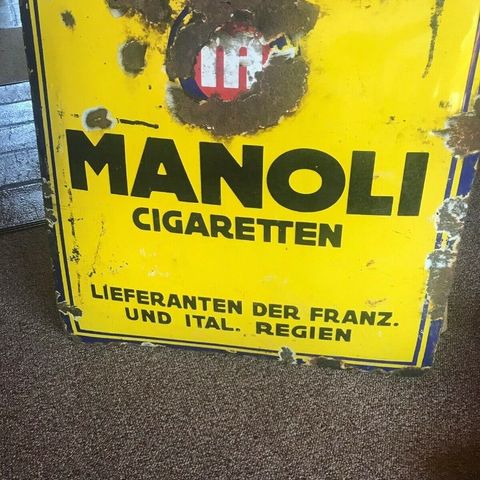 MANOLI
CIGARETTEN
LIEFERANTEN DER FRANZ.
UND ITAL. REGIEN